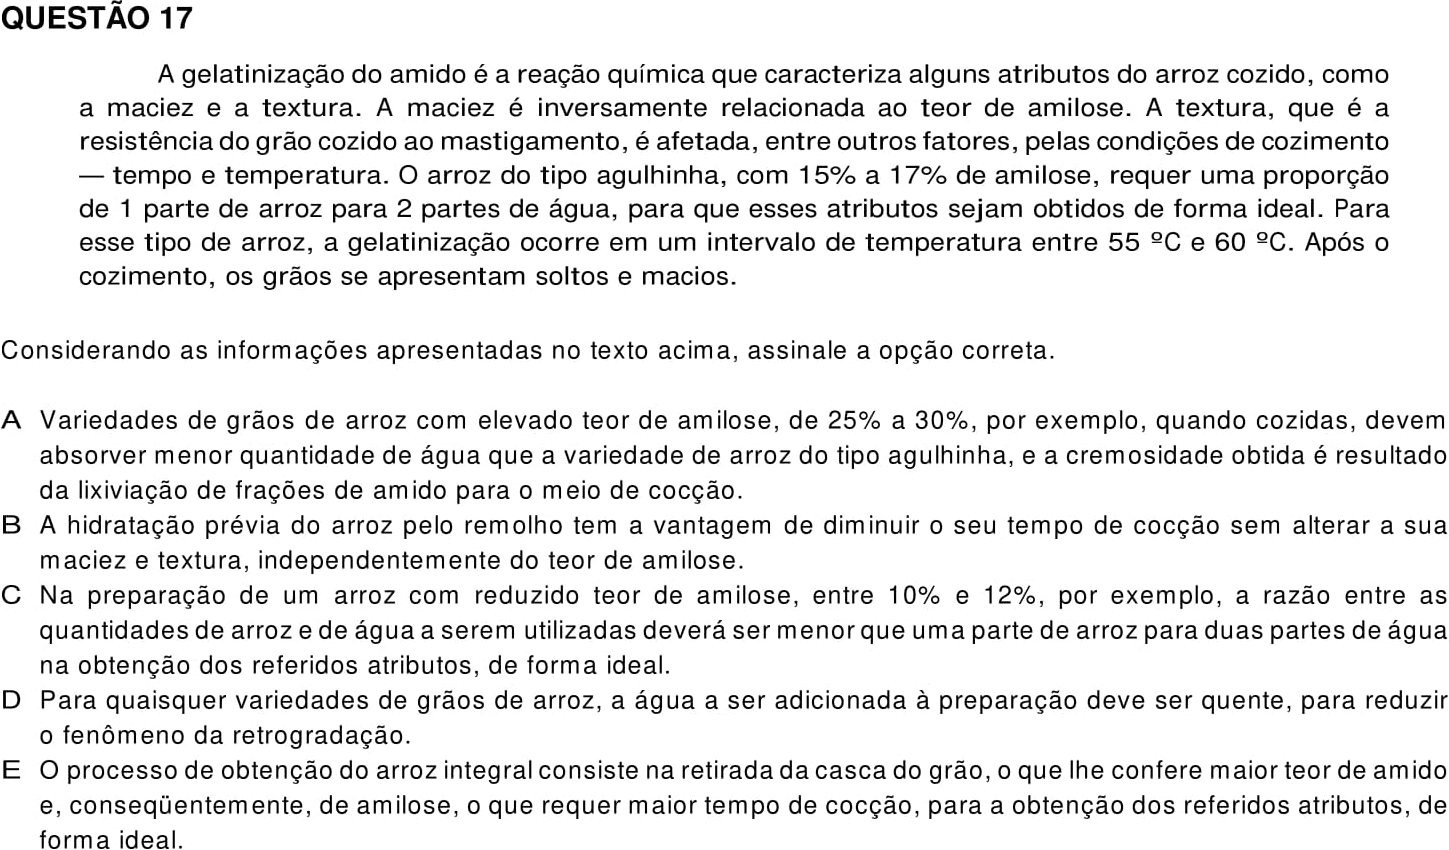 QUESTÃO 17
A gelatinização do amido é a reação química que caracteriza alguns atributos do arroz cozido, como
a maciez e a textura. A maciez é inversamente relacionada ao teor de amilose. A textura, que é a
resistência do grão cozido ao mastigamento, é afetada, entre outros fatores, pelas condições de cozimento
— tempo e temperatura. O arroz do tipo agulhinha, com 15% a 17% de amilose, requer uma proporção
de 1 parte de arroz para 2 partes de água, para que esses atributos sejam obtidos de forma ideal. Para
esse tipo de arroz, a gelatinização ocorre em um intervalo de temperatura entre 55 ºC e 60 ºC. Após o
cozimento, os grãos se apresentam soltos e macios.
Considerando as informações apresentadas no texto acima, assinale a opção correta.
A Variedades de grãos de arroz com elevado teor de amilose, de 25% a 30%, por exemplo, quando cozidas, devem
absorver menor quantidade de água que a variedade de arroz do tipo agulhinha, e a cremosidade obtida é resultado
da lixiviação de frações de amido para o meio de cocção.
B A hidratação prévia do arroz pelo remolho tem a vantagem de diminuir o seu tempo de cocção sem alterar a sua
maciez e textura, independentemente do teor de amilose.
C Na preparação de um arroz com reduzido teor de amilose, entre 10% e 12%, por exemplo, a razão entre as
quantidades de arroz e de água a serem utilizadas deverá ser menor que uma parte de arroz para duas partes de água
na obtenção dos referidos atributos, de forma ideal.
D Para quaisquer variedades de grãos de arroz, a água a ser adicionada à preparação deve ser quente, para reduzir
o fenômeno da retrogradação.
E O processo de obtenção do arroz integral consiste na retirada da casca do grão, o que lhe confere maior teor de amido
e, conseqüentemente, de amilose, o que requer maior tempo de cocção, para a obtenção dos referidos atributos, de
forma ideal.